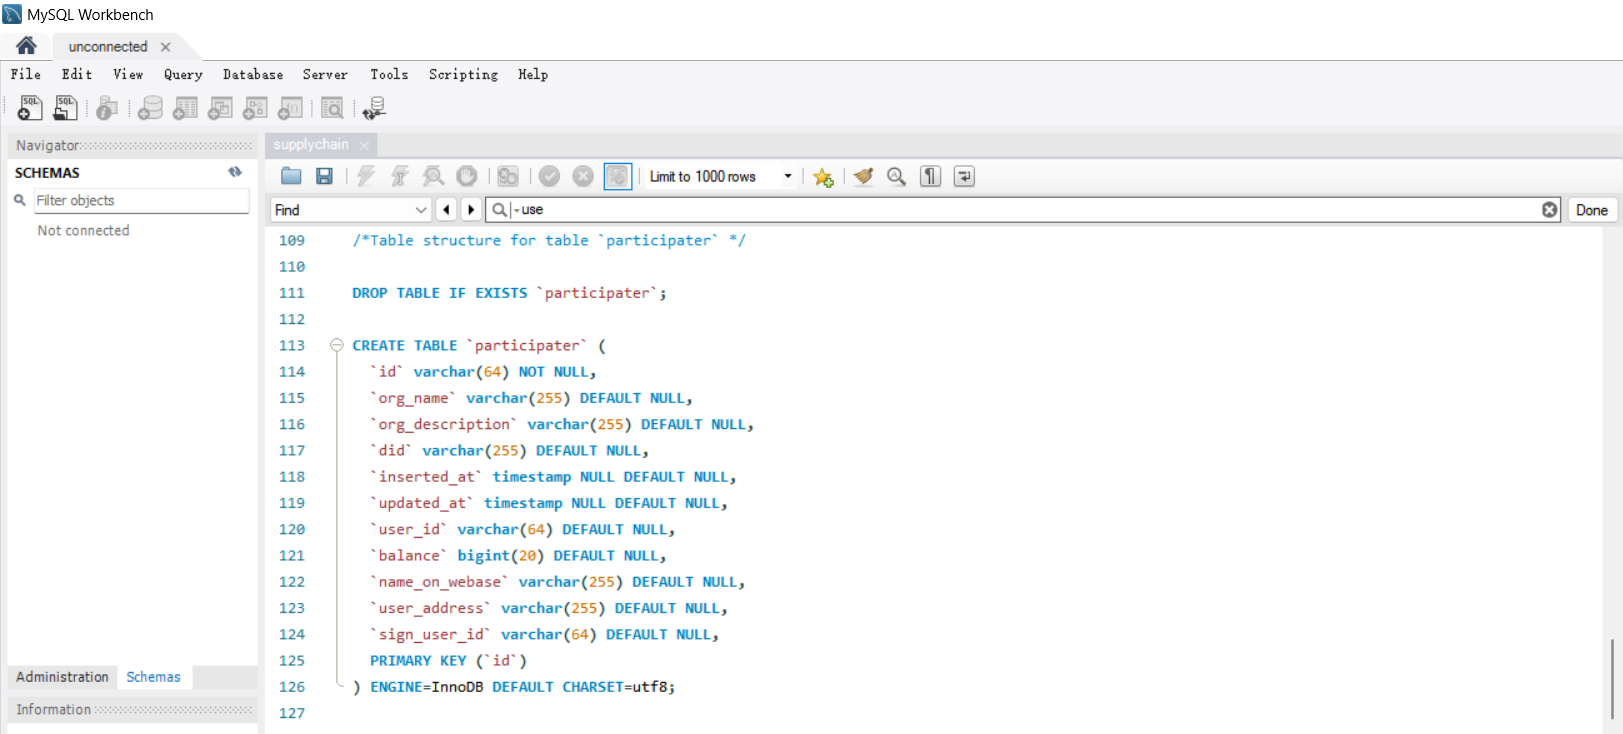 MySQL Workbench
unconnected
File Edit View Query Database Server Tools Scripting Help
SQL SQL
Navigator
supplychain
SCHEMAS
Limit to 1000 rows
Filter objects
Find use Done
Not connected
109 /*Table structure for table `participater` */
110
111 DROP TABLE IF EXISTS `participater`;
112
113 CREATE TABLE `participater` (
114 `id` varchar(64) NOT NULL,
115 `org_name` varchar(255) DEFAULT NULL,
116 `org_description` varchar(255) DEFAULT NULL,
117 `did` varchar(255) DEFAULT NULL,
118 `inserted_at` timestamp NULL DEFAULT NULL,
119 `updated_at` timestamp NULL DEFAULT NULL,
120 `user_id` varchar(64) DEFAULT NULL,
121 `balance` bigint(20) DEFAULT NULL,
122 `name_on_webase` varchar(255) DEFAULT NULL,
123 `user_address` varchar(255) DEFAULT NULL,
124 `sign_user_id` varchar(64) DEFAULT NULL,
125 PRIMARY KEY (`id`)
126 ) ENGINE=InnoDB DEFAULT CHARSET=utf8;
127
Administration Schemas
Information